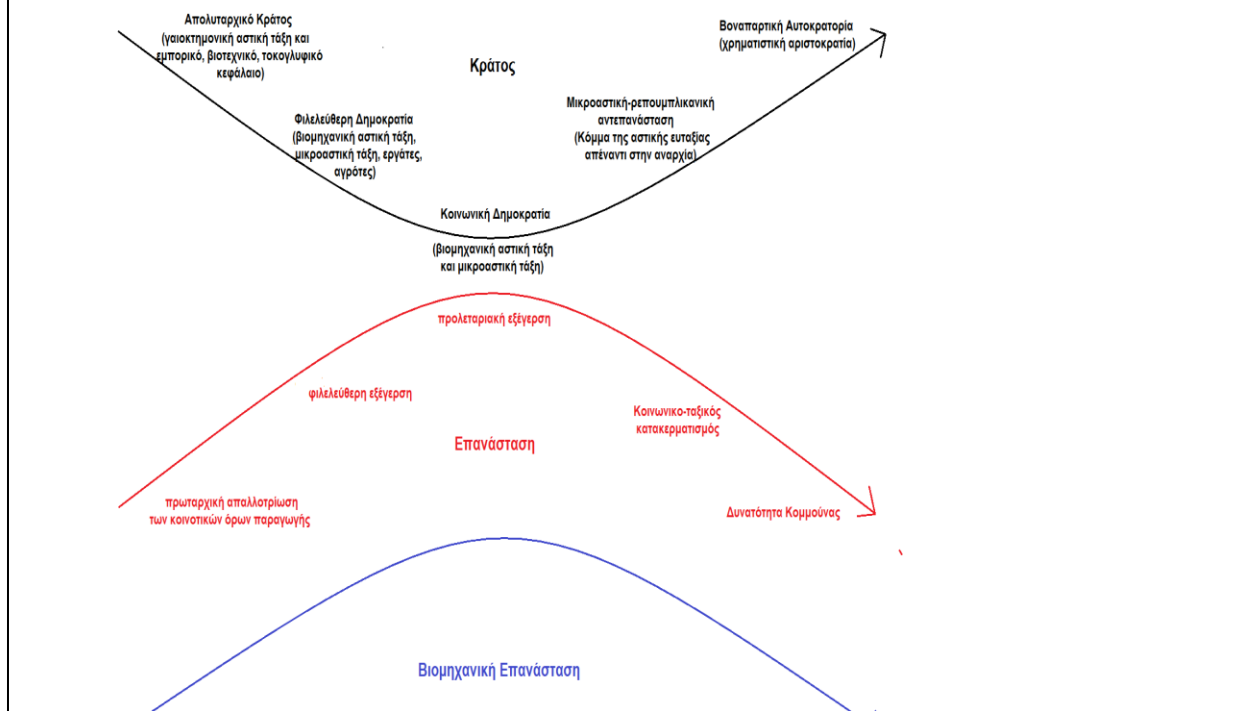 Απολυταρχικό Κράτος
(γαιοκτημονική αστική τάξη και
εμπορικό, βιοτεχνικό, τοκογλυφικό
κεφάλαιο)
Βοναπαρτική Αυτοκρατορία
(χρηματιστική αριστοκρατία)
Κράτος
Φιλελεύθερη Δημοκρατία
(βιομηχανική αστική τάξη,
μικροαστική τάξη, εργάτες,
αγρότες)
Μικροαστική-ρεπουμπλικανική
αντεπανάσταση
(Κόμμα της αστικής ευταξίας
απέναντι στην αναρχία)
Κοινωνική Δημοκρατία
(βιομηχανική αστική τάξη
και μικροαστική τάξη)
προλεταριακή εξέγερση
φιλελεύθερη εξέγερση
Κοινωνικο-ταξικός
κατακερματισμός
Επανάσταση
πρωταρχική απαλλοτρίωση
των κοινοτικών όρων παραγωγής
Δυνατότητα Κομμούνας
Βιομηχανική Επανάσταση